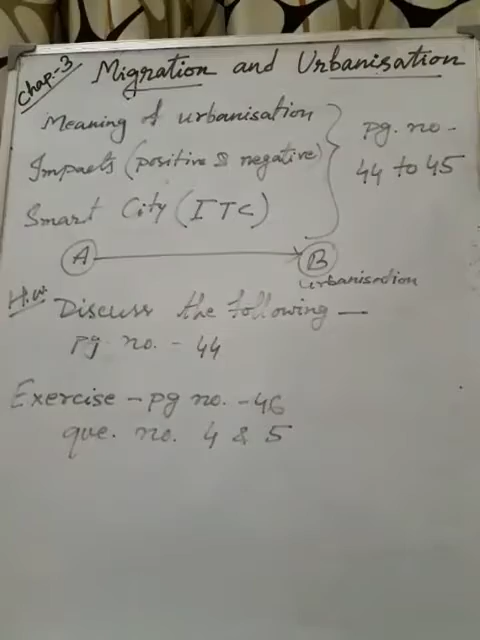 Chap:-3 Migration and Urbanisation
Meaning of urbanisation
Impacts (positive & negative)
Smart City (ITC)
pg. no -
44 to 45
A → B
Urbanisation
H.w Discuss the following —
pg. no. - 44
Exercise - pg no. - 46
que. no. 4 & 5